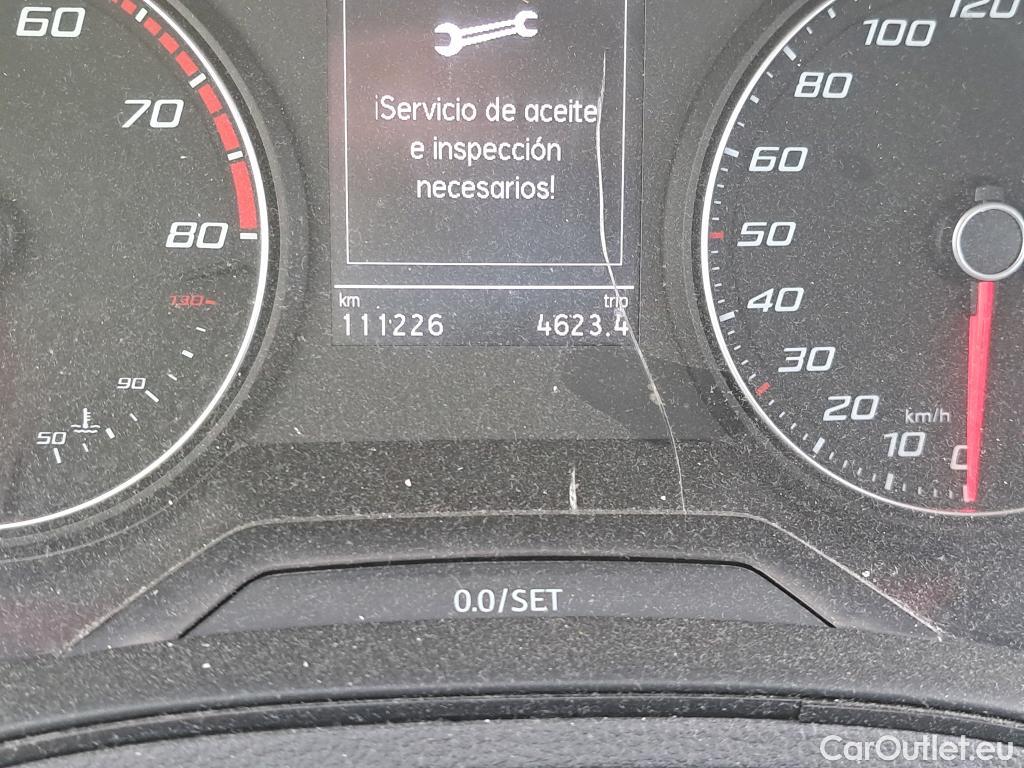 60
70
80
130
90
50
¡Servicio de aceite
e inspección
necesarios!
km
trip
111226
4623.4
120
100
80
60
50
40
30
20
10
0
km/h
0.0/SET
CarOutlet.eu